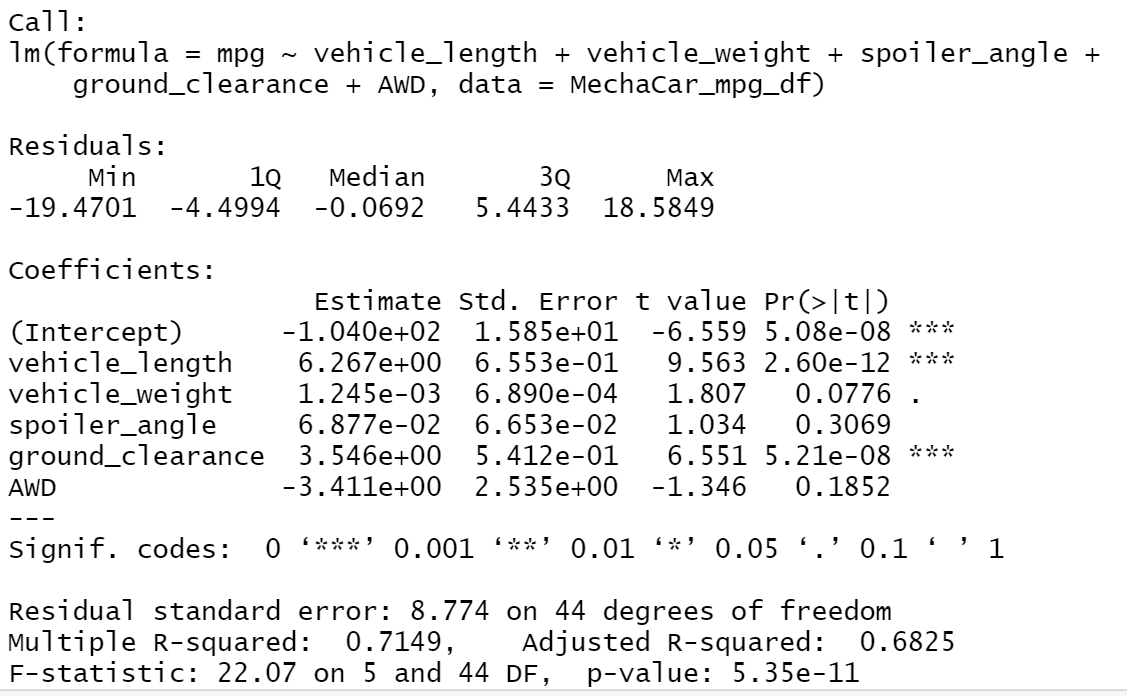 Call:
lm(formula = mpg ~ vehicle_length + vehicle_weight + spoiler_angle +
    ground_clearance + AWD, data = MechaCar_mpg_df)

Residuals:
     Min       1Q   Median       3Q      Max
-19.4701  -4.4994  -0.0692   5.4433  18.5849

Coefficients:
                   Estimate Std. Error t value Pr(>|t|)
(Intercept)      -1.040e+02  1.585e+01  -6.559 5.08e-08 ***
vehicle_length    6.267e+00  6.553e-01   9.563 2.60e-12 ***
vehicle_weight    1.245e-03  6.890e-04   1.807   0.0776 .
spoiler_angle     6.877e-02  6.653e-02   1.034   0.3069
ground_clearance  3.546e+00  5.412e-01   6.551 5.21e-08 ***
AWD              -3.411e+00  2.535e+00  -1.346   0.1852
---
Signif. codes:  0 ‘***’ 0.001 ‘**’ 0.01 ‘*’ 0.05 ‘.’ 0.1 ‘ ’ 1

Residual standard error: 8.774 on 44 degrees of freedom
Multiple R-squared:  0.7149,    Adjusted R-squared:  0.6825
F-statistic: 22.07 on 5 and 44 DF,  p-value: 5.35e-11